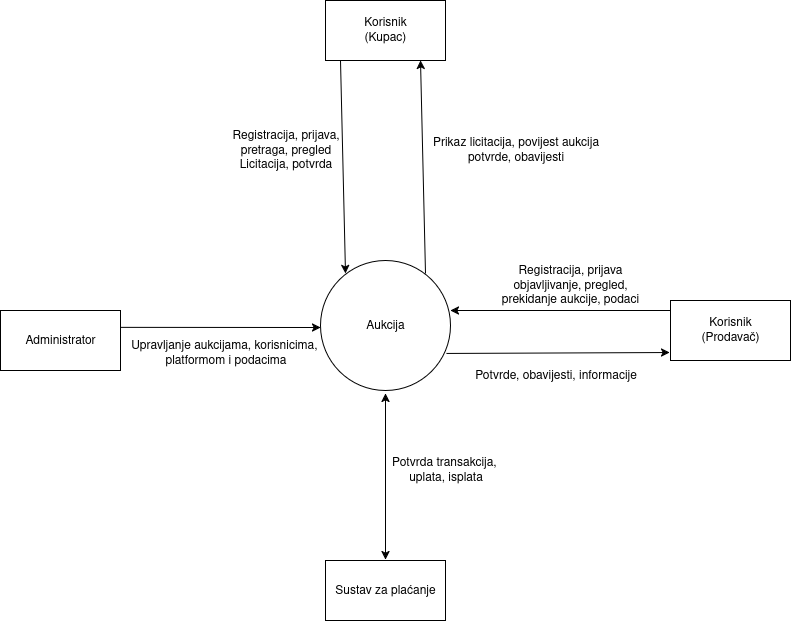 Korisnik
(Kupac)
Registracija, prijava,
pretraga, pregled
Licitacija, potvrda
Prikaz licitacija, povijest aukcija
potvrde, obavijesti
Registracija, prijava
objavljivanje, pregled,
prekidanje aukcije, podaci
Administrator
Aukcija
Korisnik
(Prodavač)
Upravljanje aukcijama, korisnicima,
platformom i podacima
Potvrde, obavijesti, informacije
Potvrda transakcija,
uplata, isplata
Sustav za plaćanje